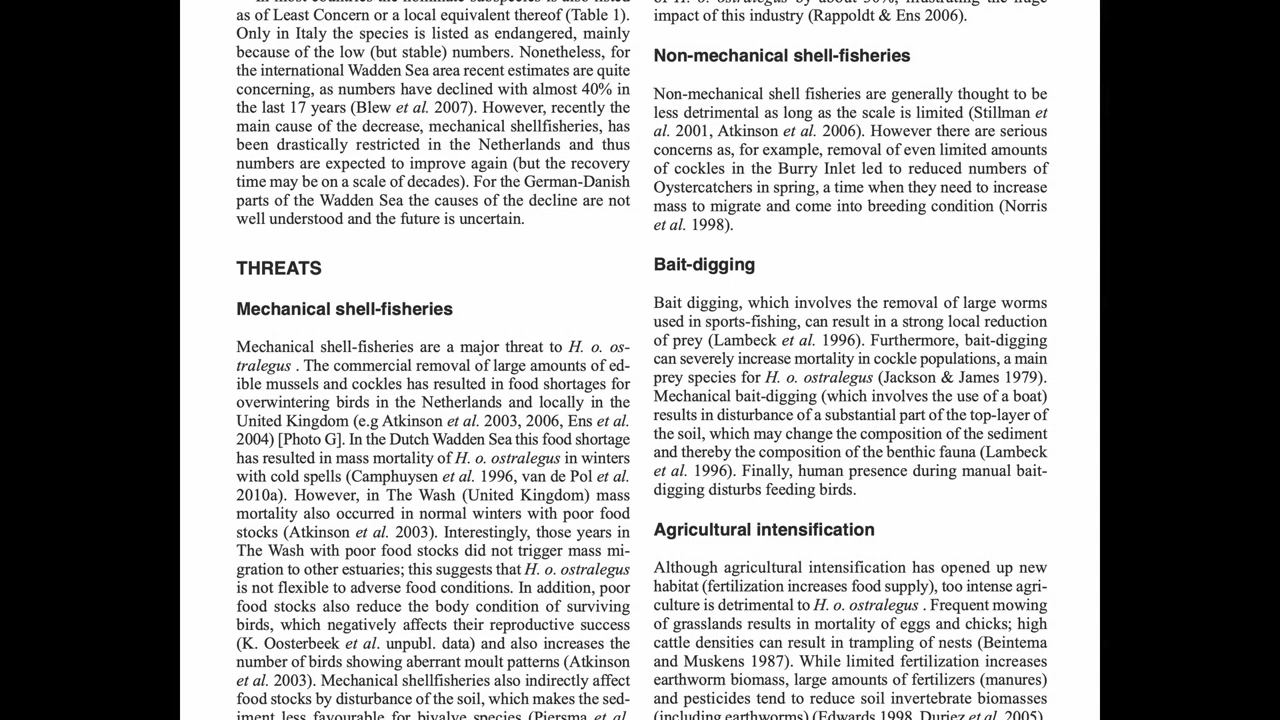 In most countries the nominate subspecies is also listed
as of Least Concern or a local equivalent thereof (Table 1).
Only in Italy the species is listed as endangered, mainly
because of the low (but stable) numbers. Nonetheless, for
the international Wadden Sea area recent estimates are quite
concerning, as numbers have declined with almost 40% in
the last 17 years (Blew et al. 2007). However, recently the
main cause of the decrease, mechanical shellfisheries, has
been drastically restricted in the Netherlands and thus
numbers are expected to improve again (but the recovery
time may be on a scale of decades). For the German-Danish
parts of the Wadden Sea the causes of the decline are not
well understood and the future is uncertain.
THREATS
Mechanical shell-fisheries
Mechanical shell-fisheries are a major threat to H. o. os-
tralegus . The commercial removal of large amounts of ed-
ible mussels and cockles has resulted in food shortages for
overwintering birds in the Netherlands and locally in the
United Kingdom (e.g Atkinson et al. 2003, 2006, Ens et al.
2004) [Photo G]. In the Dutch Wadden Sea this food shortage
has resulted in mass mortality of H. o. ostralegus in winters
with cold spells (Camphuysen et al. 1996, van de Pol et al.
2010a). However, in The Wash (United Kingdom) mass
mortality also occurred in normal winters with poor food
stocks (Atkinson et al. 2003). Interestingly, those years in
The Wash with poor food stocks did not trigger mass mi-
gration to other estuaries; this suggests that H. o. ostralegus
is not flexible to adverse food conditions. In addition, poor
food stocks also reduce the body condition of surviving
birds, which negatively affects their reproductive success
(K. Oosterbeek et al. unpubl. data) and also increases the
number of birds showing aberrant moult patterns (Atkinson
et al. 2003). Mechanical shellfisheries also indirectly affect
food stocks by disturbance of the soil, which makes the sed-
iment less favourable for bivalve species (Piersma et al.
of H. o. ostralegus by about 50%, illustrating the huge
impact of this industry (Rappoldt & Ens 2006).
Non-mechanical shell-fisheries
Non-mechanical shell fisheries are generally thought to be
less detrimental as long as the scale is limited (Stillman et
al. 2001, Atkinson et al. 2006). However there are serious
concerns as, for example, removal of even limited amounts
of cockles in the Burry Inlet led to reduced numbers of
Oystercatchers in spring, a time when they need to increase
mass to migrate and come into breeding condition (Norris
et al. 1998).
Bait-digging
Bait digging, which involves the removal of large worms
used in sports-fishing, can result in a strong local reduction
of prey (Lambeck et al. 1996). Furthermore, bait-digging
can severely increase mortality in cockle populations, a main
prey species for H. o. ostralegus (Jackson & James 1979).
Mechanical bait-digging (which involves the use of a boat)
results in disturbance of a substantial part of the top-layer of
the soil, which may change the composition of the sediment
and thereby the composition of the benthic fauna (Lambeck
et al. 1996). Finally, human presence during manual bait-
digging disturbs feeding birds.
Agricultural intensification
Although agricultural intensification has opened up new
habitat (fertilization increases food supply), too intense agri-
culture is detrimental to H. o. ostralegus . Frequent mowing
of grasslands results in mortality of eggs and chicks; high
cattle densities can result in trampling of nests (Beintema
and Muskens 1987). While limited fertilization increases
earthworm biomass, large amounts of fertilizers (manures)
and pesticides tend to reduce soil invertebrate biomasses
(including earthworms) (Edwards 1998, Duriez et al. 2005).